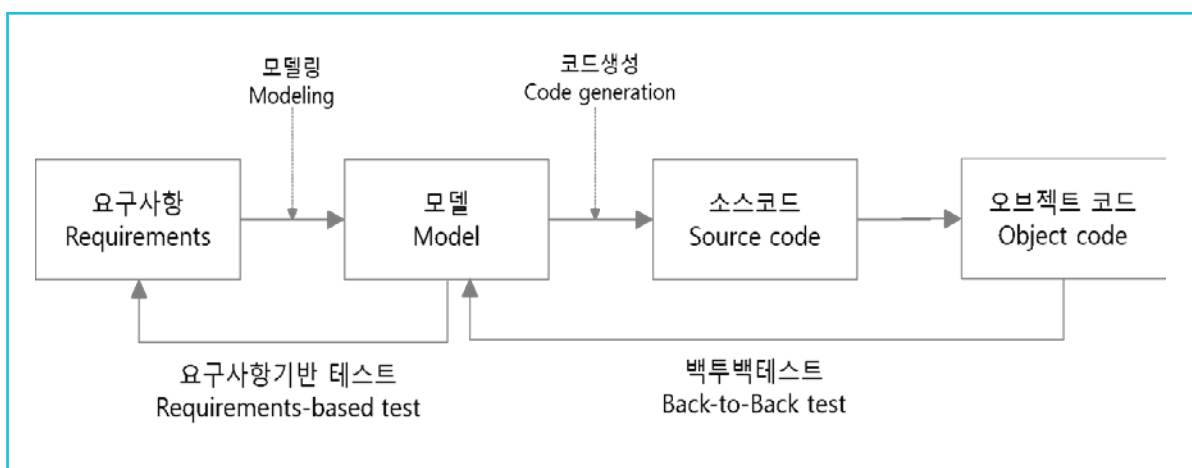 모델링
Modeling
코드생성
Code generation
요구사항
Requirements
모델
Model
소스코드
Source code
오브젝트 코드
Object code
요구사항기반 테스트
Requirements-based test
백투백테스트
Back-to-Back test